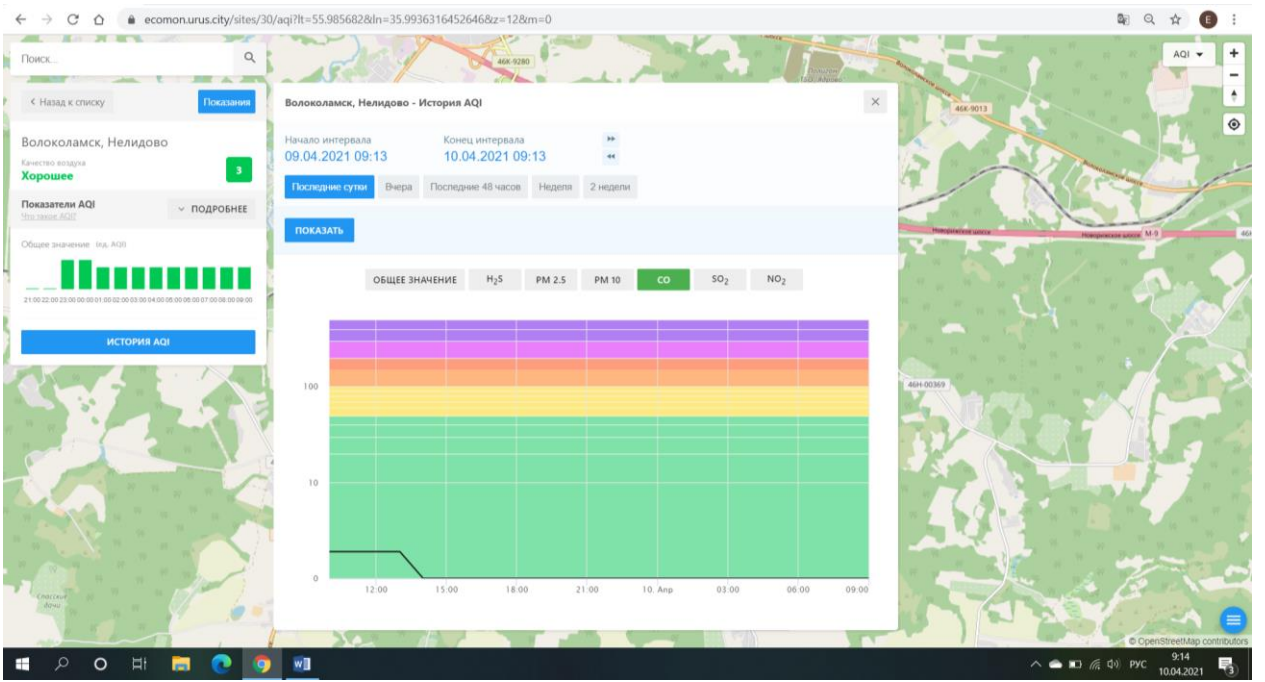 ecomon.urus.city/sites/30/aqi?lt=55.985682&ln=35.9936316452646&z=12&m=0
E
Поиск...
AQI
46К-9280
46К-9013
< Назад к списку
Показания
Волоколамск, Нелидово - История AQI
Волоколамск, Нелидово
Качество воздуха
Хорошее
3
Начало интервала
Конец интервала
09.04.2021 09:13
10.04.2021 09:13
Последние сутки
Вчера
Последние 48 часов
Неделя
2 недели
Показатели AQI
Что такое AQI?
ПОДРОБНЕЕ
ПОКАЗАТЬ
Новорижское шоссе
Новорижское шоссе
М-9
Волоколамское шоссе
Общее значение (ед. AQI)
21:00 22:00 23:00 00:00 01:00 02:00 03:00 04:00 05:00 06:00 07:00 08:00 09:00
ИСТОРИЯ AQI
ОБЩЕЕ ЗНАЧЕНИЕ
H2S
PM 2.5
PM 10
CO
SO2
NO2
100
10
0
12:00
15:00
18:00
21:00
10. Апр
03:00
06:00
09:00
46Н-00369
Спасские дачи
© OpenStreetMap contributors
РУС
9:14
10.04.2021
3